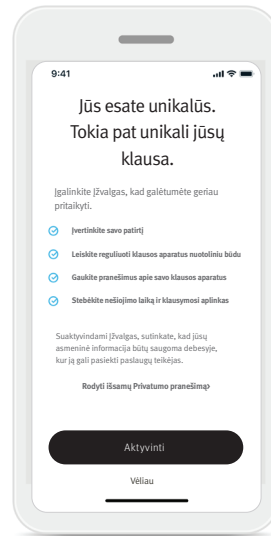 9:41
Jūs esate unikalūs.
Tokia pat unikali jūsų
klausa.
Įgalinkite Įžvalgas, kad galėtumėte geriau
pritaikyti.
Įvertinkite savo patirtį
Leiskite reguliuoti klausos aparatus nuotoliniu būdu
Gaukite pranešimus apie savo klausos aparatus
Stebėkite nešiojimo laiką ir klausymosi aplinkas
Suaktyvindami Įžvalgas, sutinkate, kad jūsų
asmeninė informacija būtų saugoma debesyje,
kur ją gali pasiekti paslaugų teikėjas.
Rodyti išsamų Privatumo pranešimą>
Aktyvinti
Vėliau